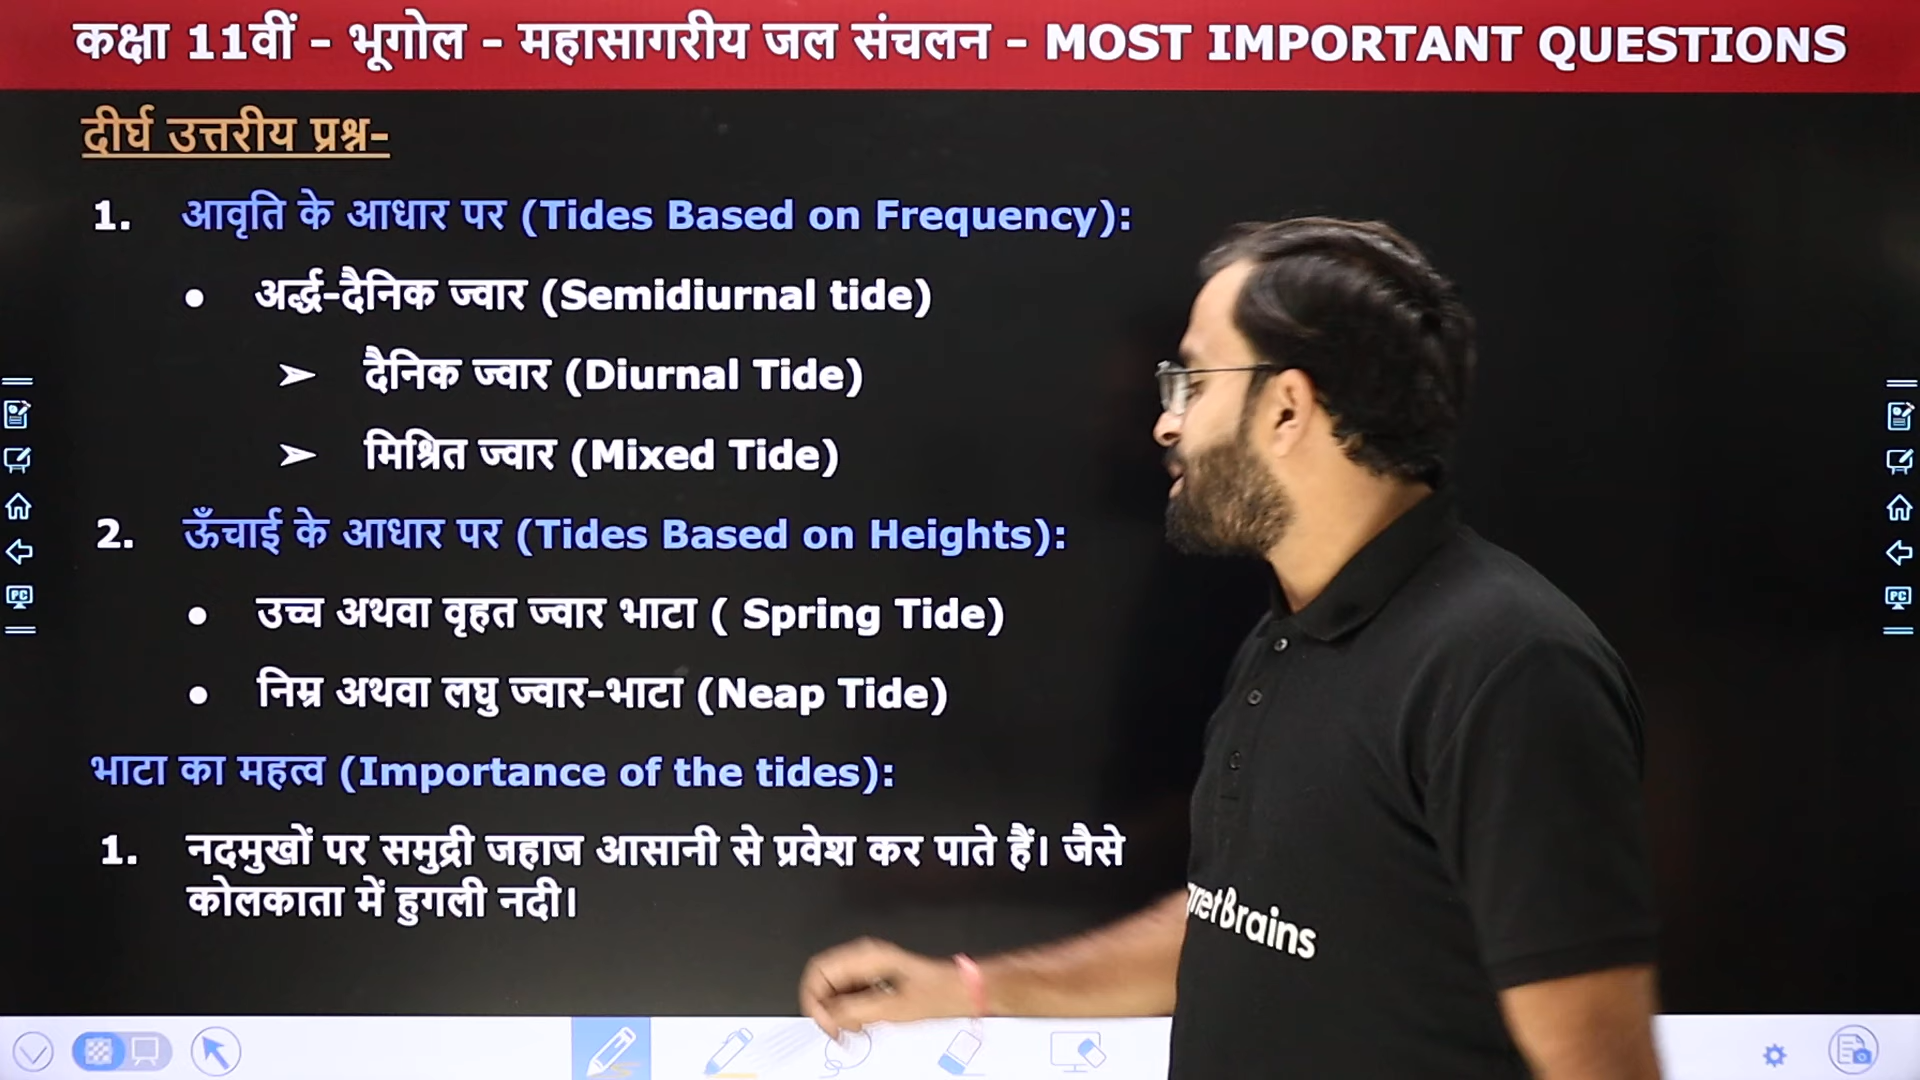 कक्षा 11वीं - भूगोल - महासागरीय जल संचलन - MOST IMPORTANT QUESTIONS
दीर्घ उत्तरीय प्रश्न-
1. आवृति के आधार पर (Tides Based on Frequency):
● अर्द्ध-दैनिक ज्वार (Semidiurnal tide)
➤ दैनिक ज्वार (Diurnal Tide)
➤ मिश्रित ज्वार (Mixed Tide)
2. ऊँचाई के आधार पर (Tides Based on Heights):
● उच्च अथवा वृहत ज्वार भाटा ( Spring Tide)
● निम्न अथवा लघु ज्वार-भाटा (Neap Tide)
भाटा का महत्व (Importance of the tides):
1. नदमुखों पर समुद्री जहाज आसानी से प्रवेश कर पाते हैं। जैसे
कोलकाता में हुगली नदी।
gnetBrains
PC
PC